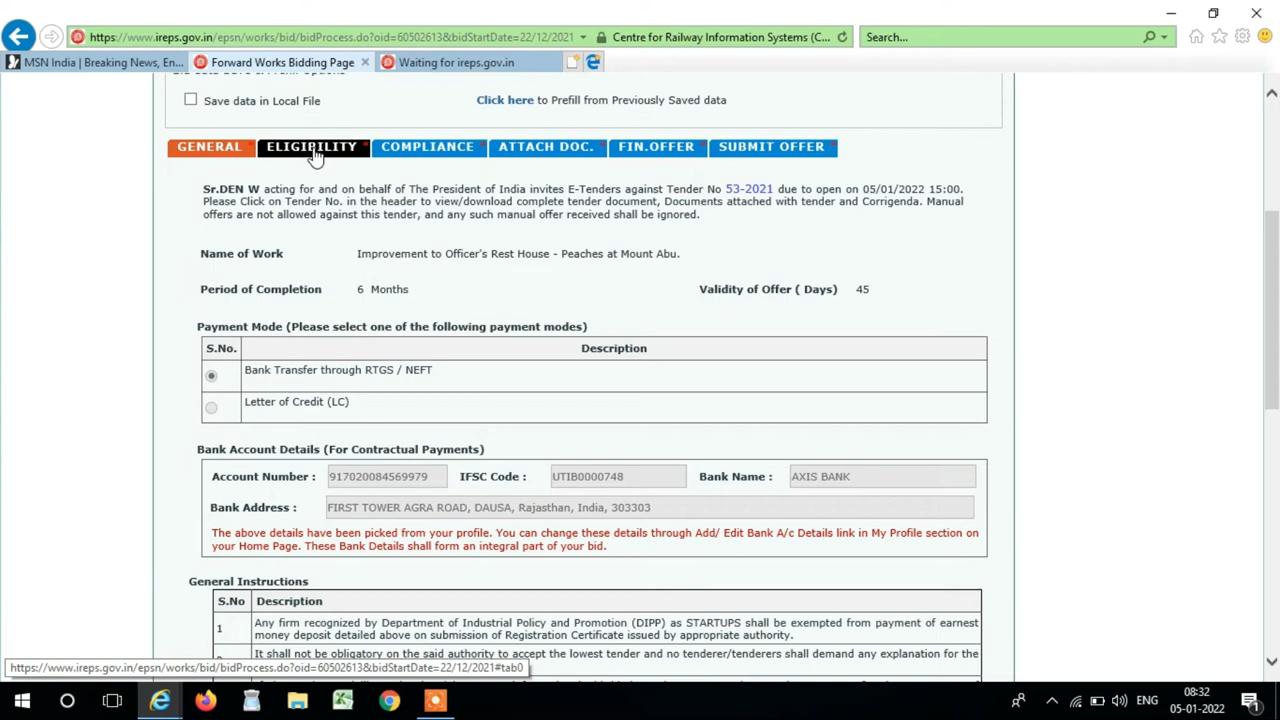 https://www.ireps.gov.in/epsn/works/bid/bidProcess.do?oid=60502613&bidStartDate=22/12/2021
Centre for Railway Information Systems (C...
Search...
MSN India | Breaking News, En...
Forward Works Bidding Page
Waiting for ireps.gov.in
Save data in Local File
Click here to Prefill from Previously Saved data
GENERAL
ELIGIBILITY
COMPLIANCE
ATTACH DOC.
FIN.OFFER
SUBMIT OFFER
Sr.DEN W acting for and on behalf of The President of India invites E-Tenders against Tender No 53-2021 due to open on 05/01/2022 15:00.
Please Click on Tender No. in the header to view/download complete tender document, Documents attached with tender and Corrigenda. Manual
offers are not allowed against this tender, and any such manual offer received shall be ignored.
Name of Work Improvement to Officer's Rest House - Peaches at Mount Abu.
Period of Completion 6 Months Validity of Offer ( Days) 45
Payment Mode (Please select one of the following payment modes)
S.No. Description
Bank Transfer through RTGS / NEFT
Letter of Credit (LC)
Bank Account Details (For Contractual Payments)
Account Number : 917020084569979 IFSC Code : UTIB0000748 Bank Name : AXIS BANK
Bank Address : FIRST TOWER AGRA ROAD, DAUSA, Rajasthan, India, 303303
The above details have been picked from your profile. You can change these details through Add/ Edit Bank A/c Details link in My Profile section on
your Home Page. These Bank Details shall form an integral part of your bid.
General Instructions
S.No Description
1 Any firm recognized by Department of Industrial Policy and Promotion (DIPP) as STARTUPS shall be exempted from payment of earnest
money deposit detailed above on submission of Registration Certificate issued by appropriate authority.
It shall not be obligatory on the said authority to accept the lowest tender and no tenderer/tenderers shall demand any explanation for the
https://www.ireps.gov.in/epsn/works/bid/bidProcess.do?oid=60502613&bidStartDate=22/12/2021#tab0
ENG
08:32
05-01-2022
1